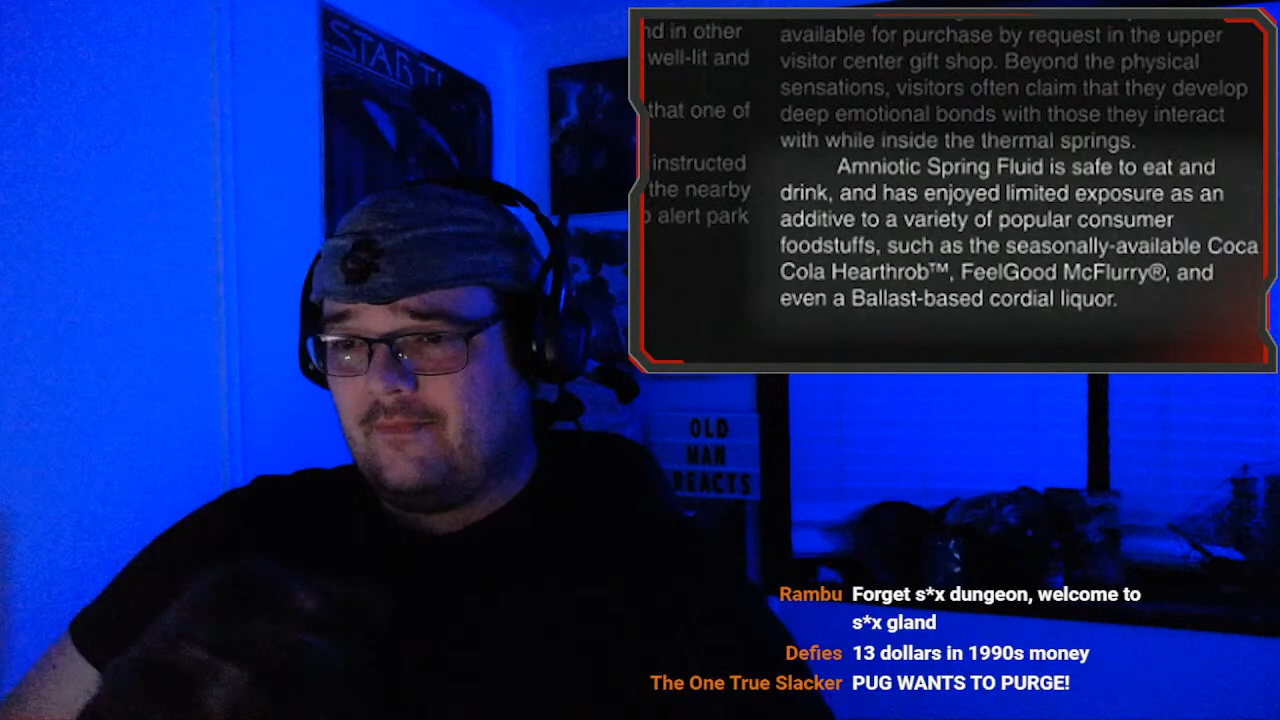 STAR T
nd in other
well-lit and
that one of
instructed
the nearby
o alert park
available for purchase by request in the upper
visitor center gift shop. Beyond the physical
sensations, visitors often claim that they develop
deep emotional bonds with those they interact
with while inside the thermal springs.
Amniotic Spring Fluid is safe to eat and
drink, and has enjoyed limited exposure as an
additive to a variety of popular consumer
foodstuffs, such as the seasonally-available Coca
Cola Hearthrob™, FeelGood McFlurry®, and
even a Ballast-based cordial liquor.
OLD
MAN
REACTS
Rambu Forget s*x dungeon, welcome to
s*x gland
Defies 13 dollars in 1990s money
The One True Slacker PUG WANTS TO PURGE!